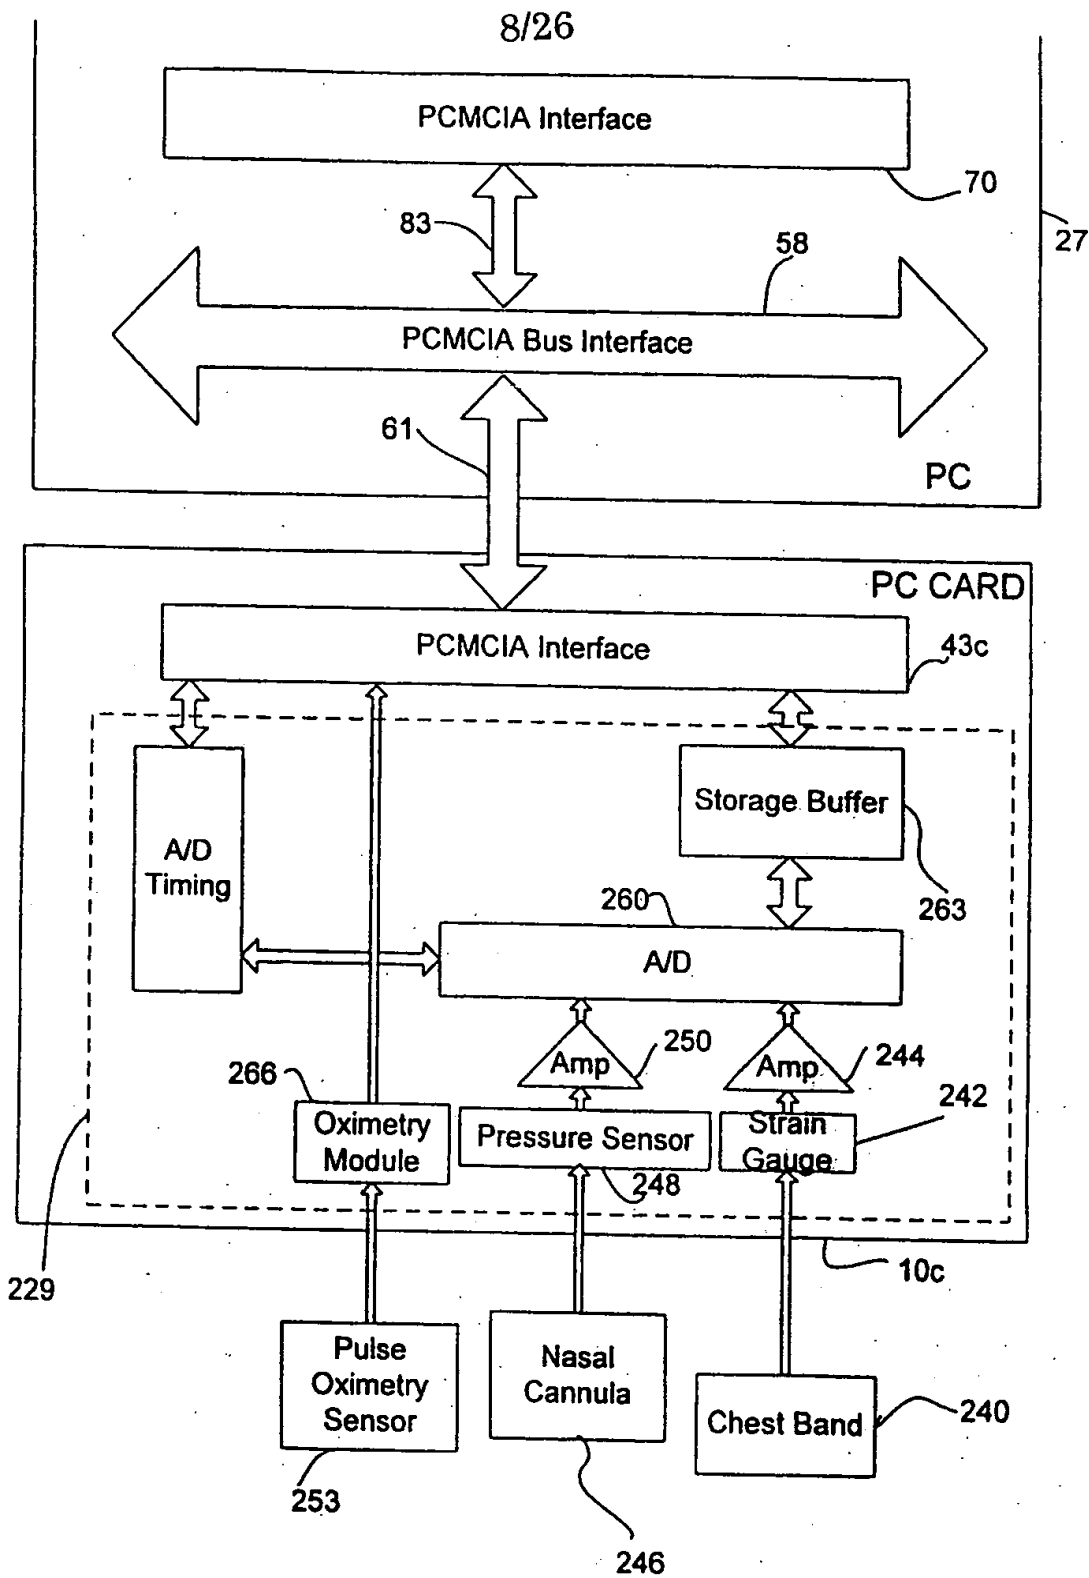 8/26
PCMCIA Interface
70
27
83
58
PCMCIA Bus Interface
61
PC
PC CARD
PCMCIA Interface
43c
Storage Buffer
A/D
Timing
263
260
A/D
Amp
250
Amp
244
266
242
Oximetry
Module
Pressure Sensor
Strain
Gauge
248
229
10c
Pulse
Oximetry
Sensor
Nasal
Cannula
Chest Band
240
253
246